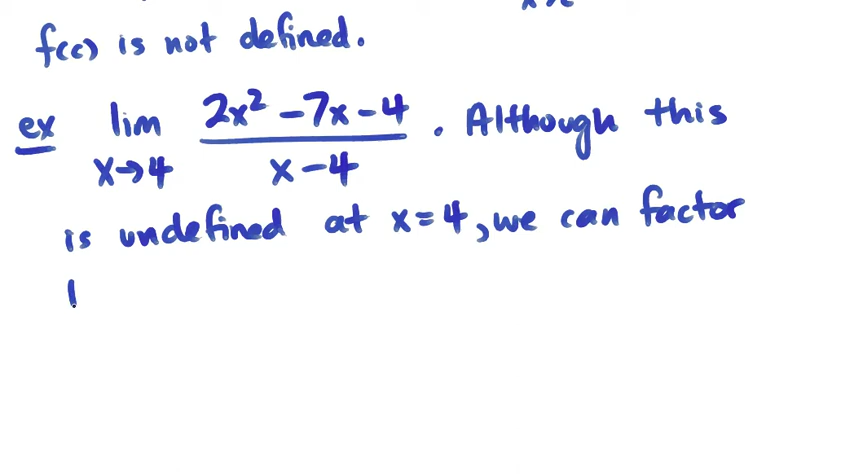 f(c) is not defined.
ex lim x→4 (2x² - 7x - 4)/(x - 4). Although this
is undefined at x = 4, we can factor